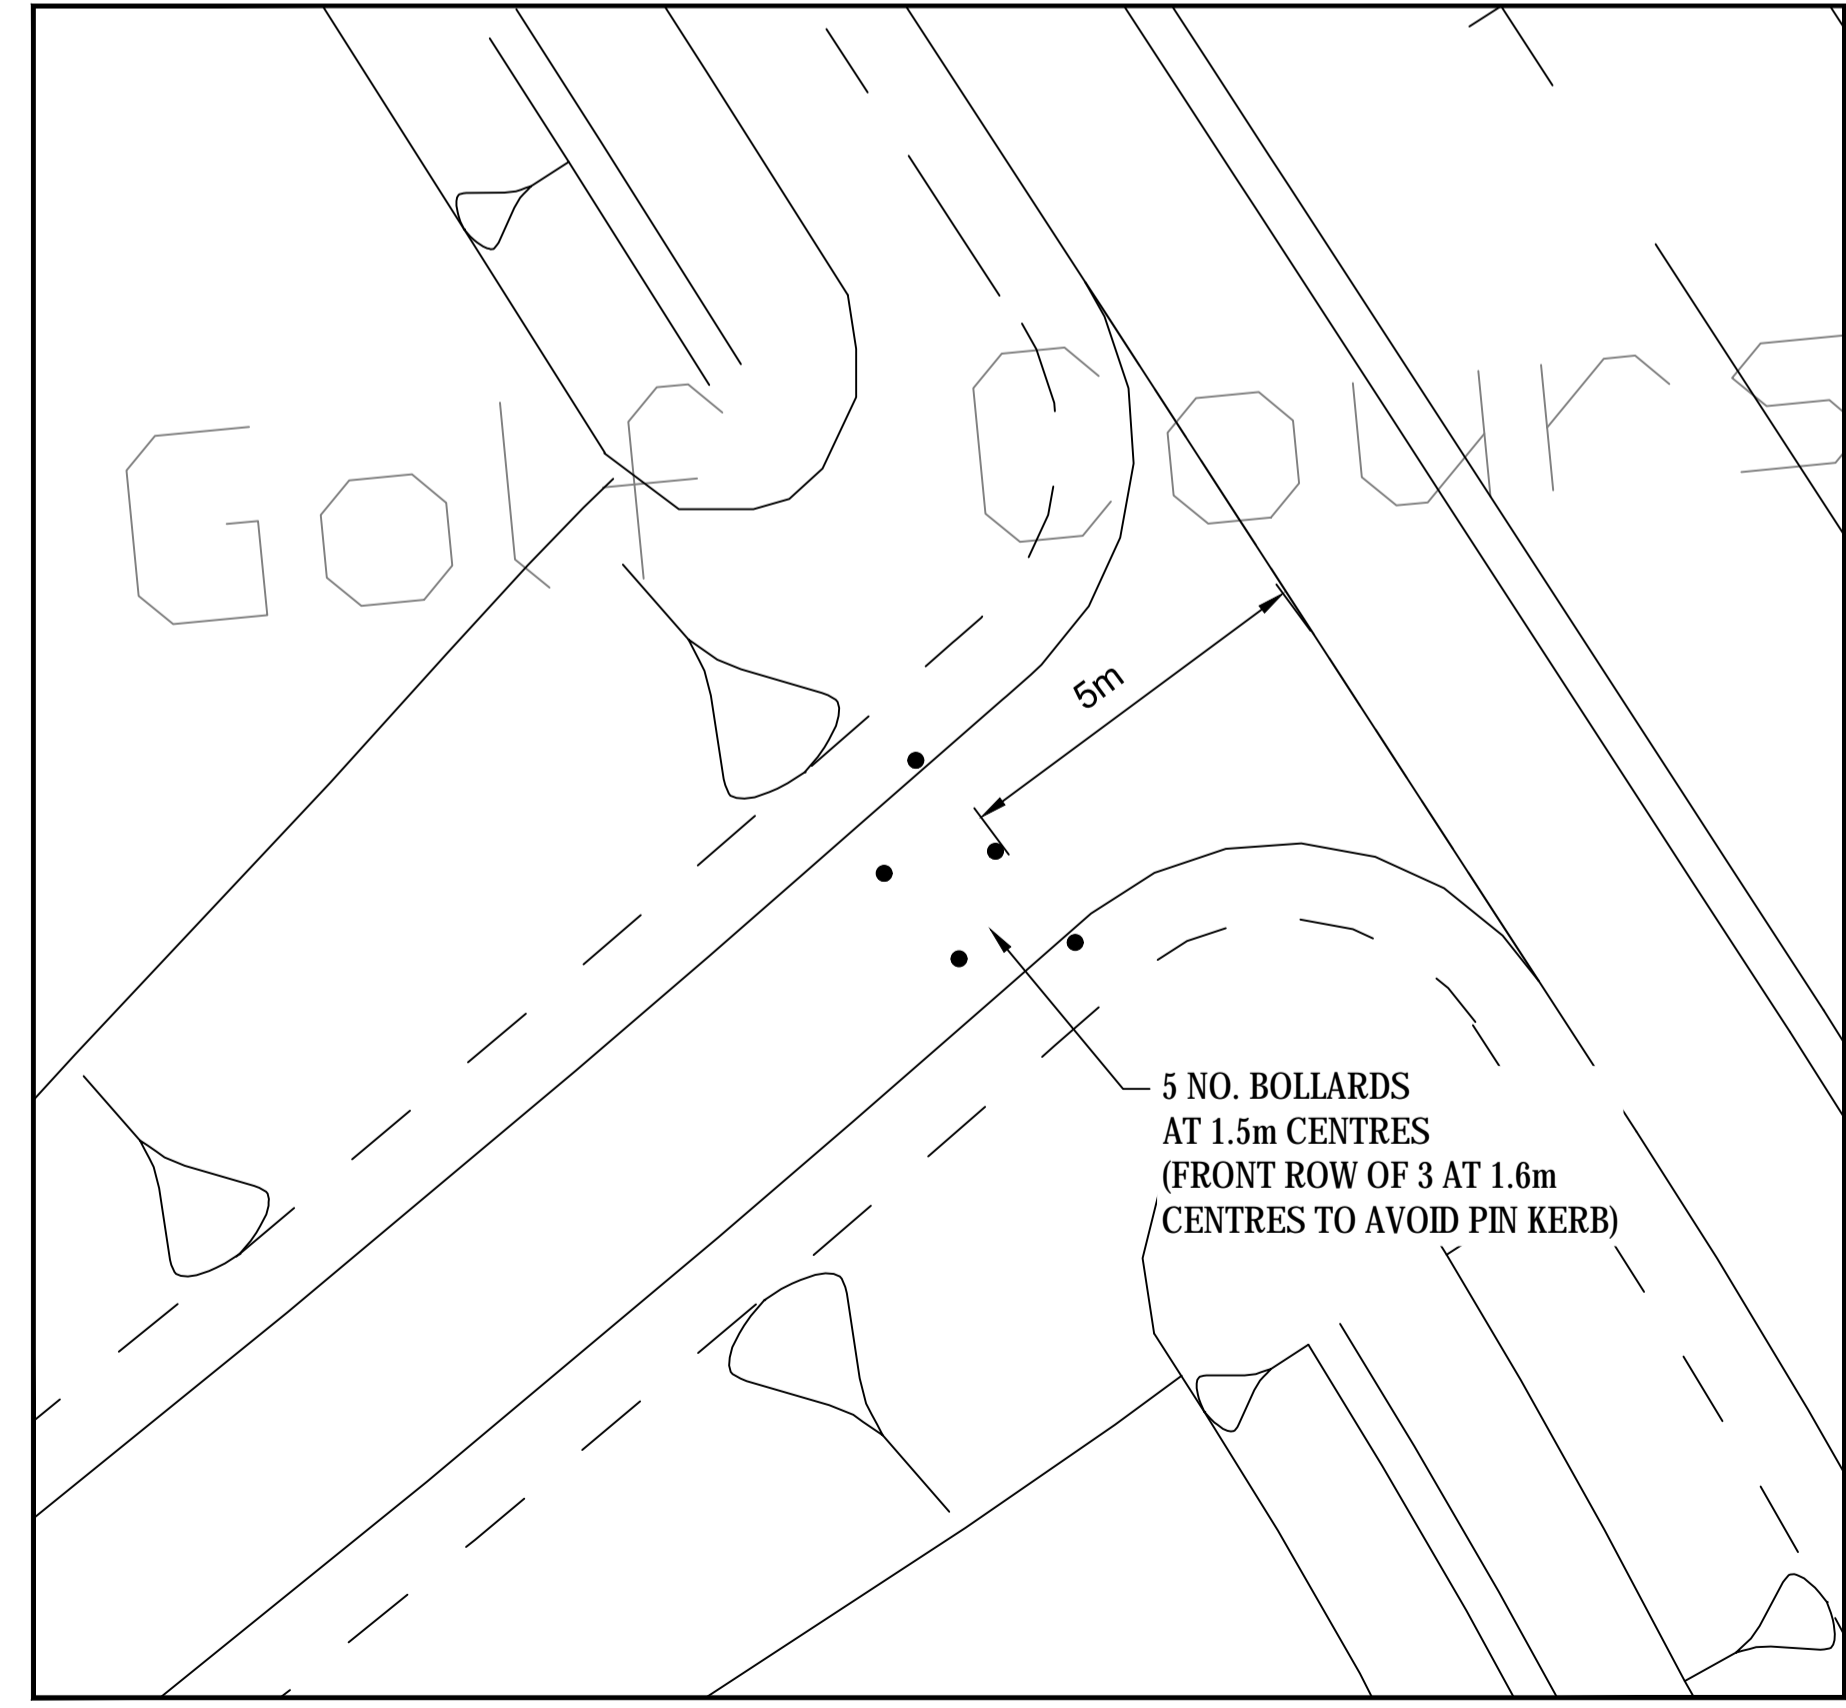 Golf Course
5m
5 NO. BOLLARDS
AT 1.5m CENTRES
(FRONT ROW OF 3 AT 1.6m
CENTRES TO AVOID PIN KERB)